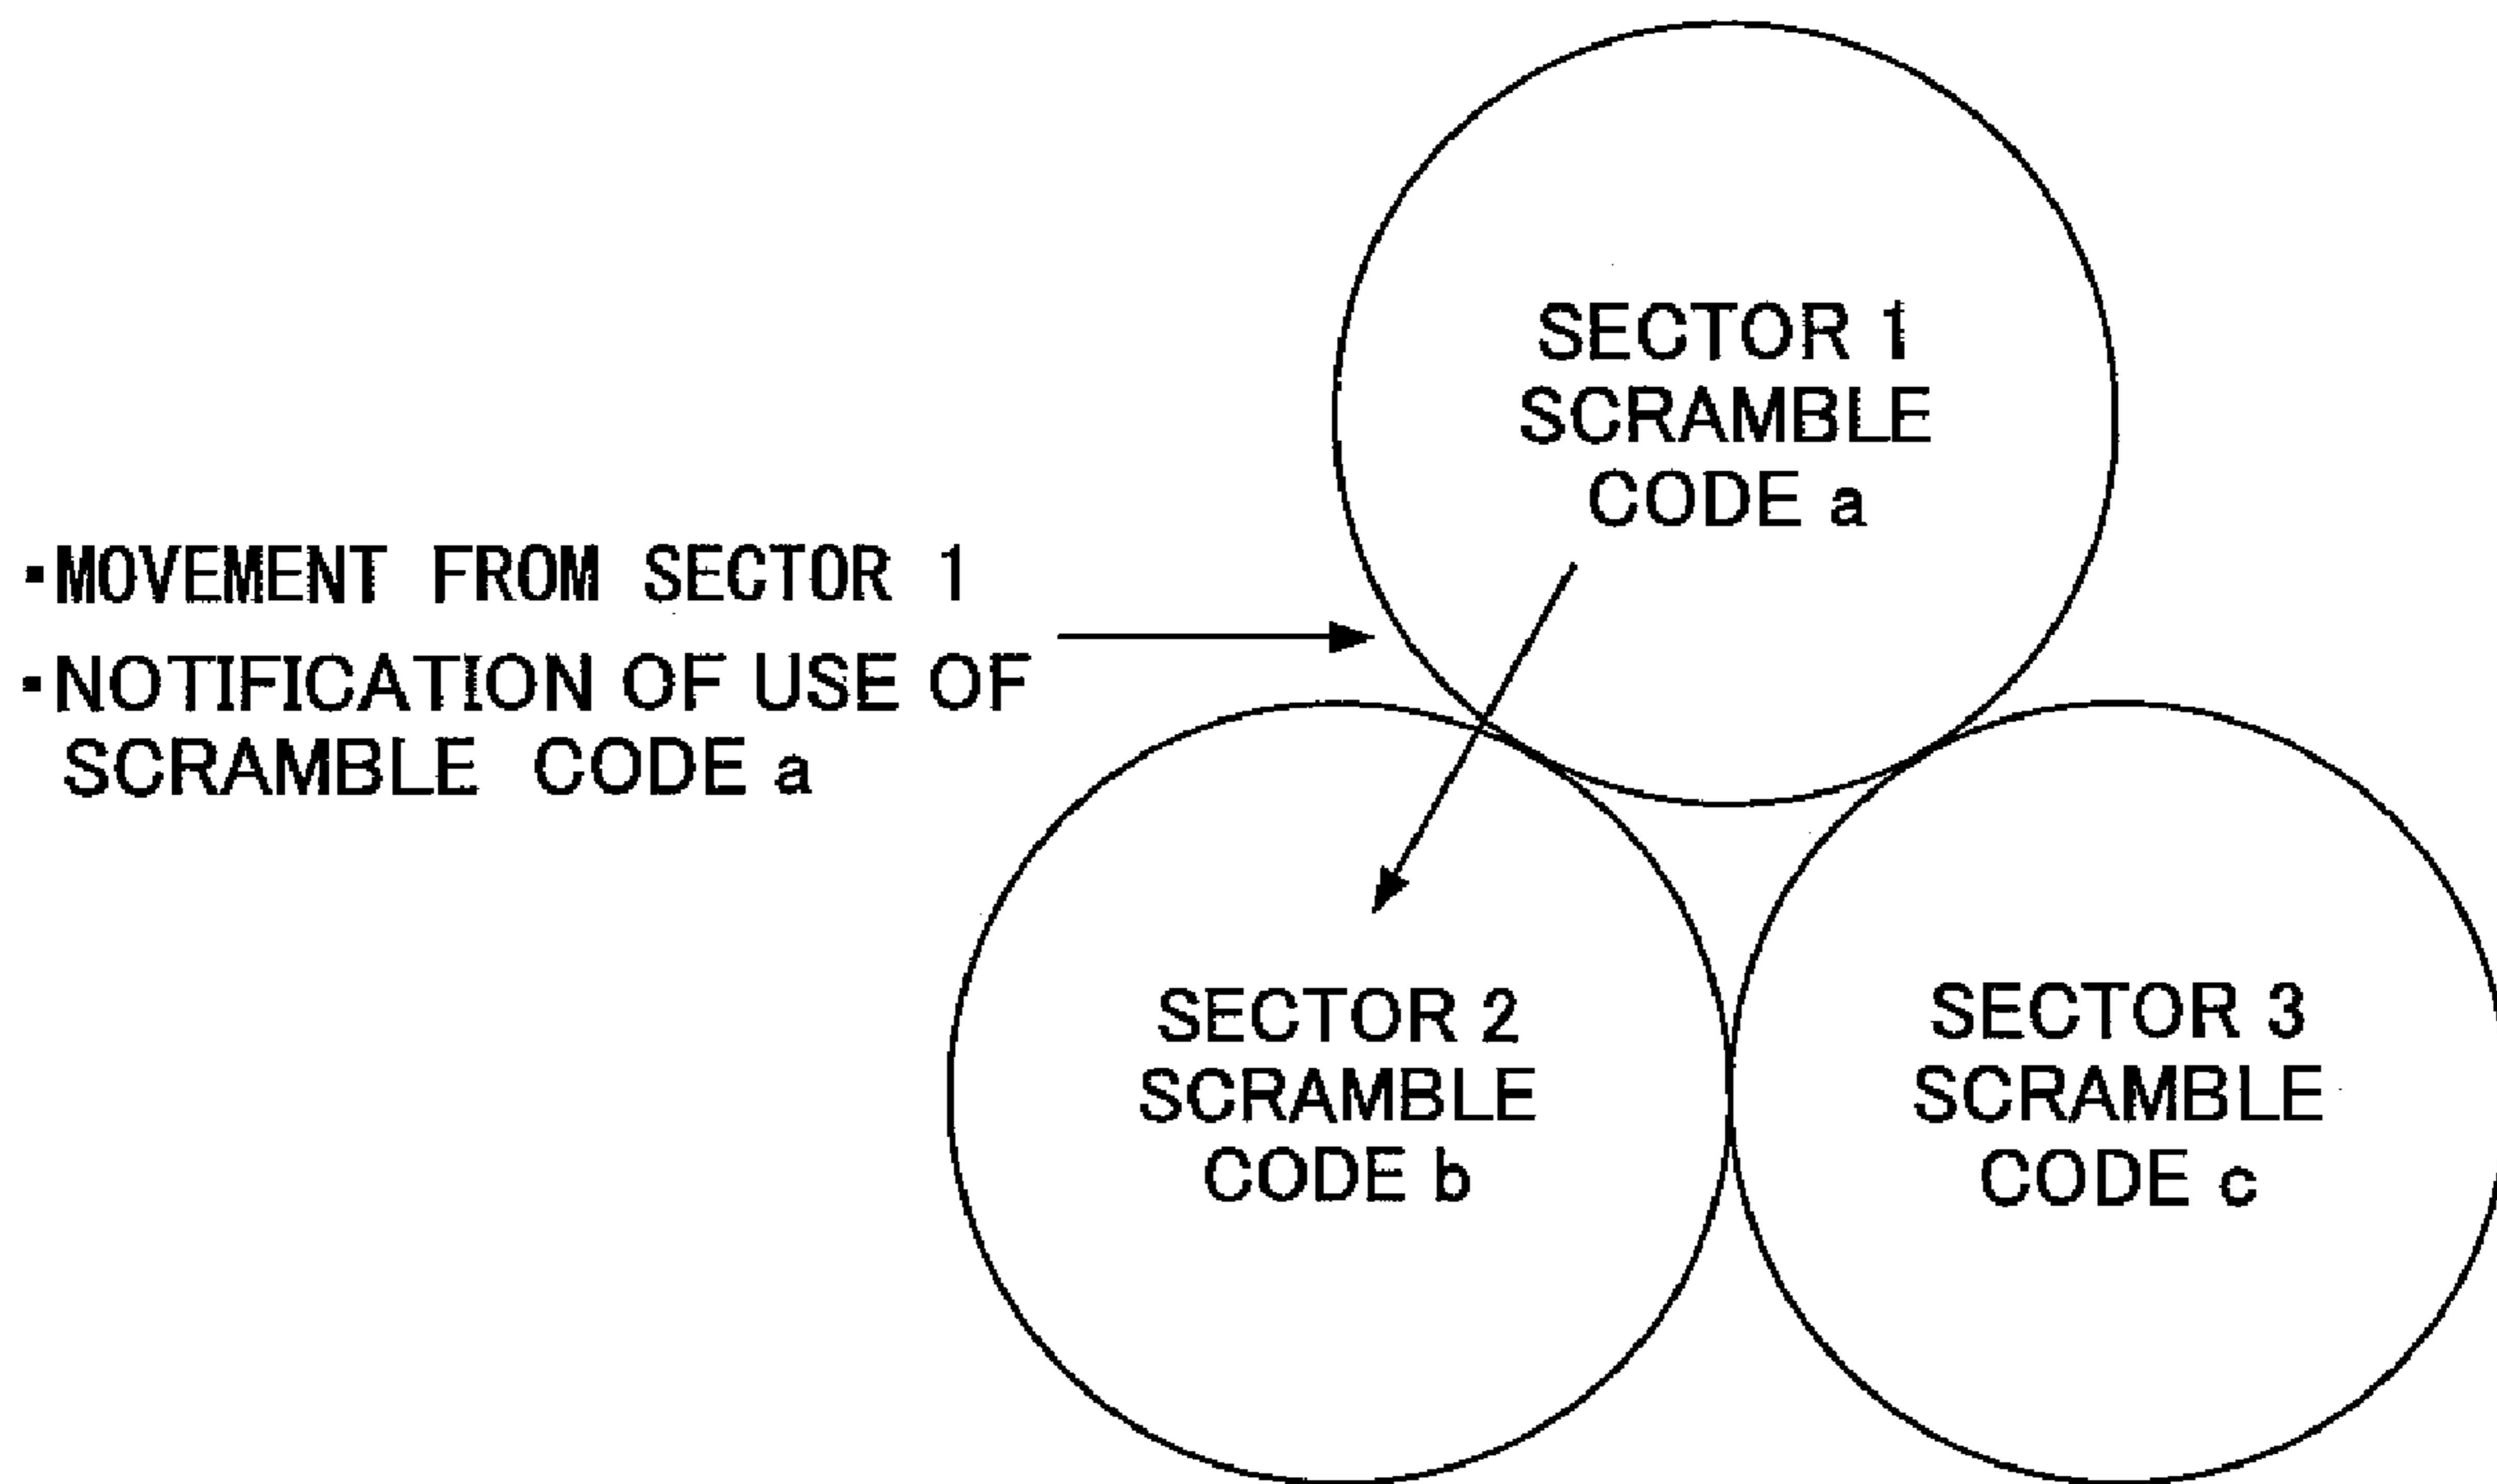 SECTOR 1
SCRAMBLE
CODE a
▪MOVEMENT FROM SECTOR 1
▪NOTIFICATION OF USE OF
SCRAMBLE CODE a
SECTOR 2
SCRAMBLE
CODE b
SECTOR 3
SCRAMBLE
CODE c